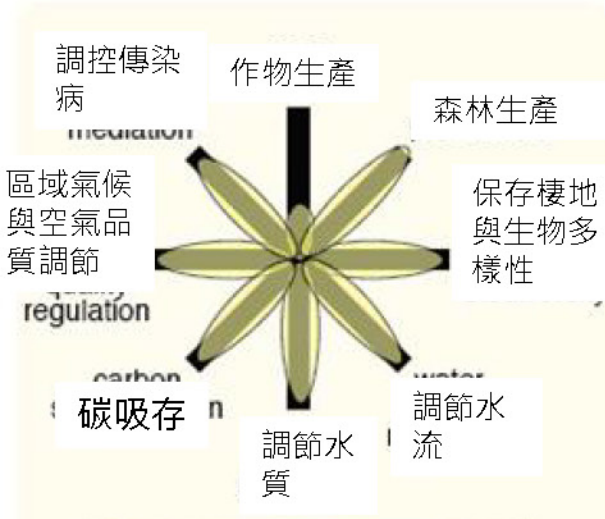 調控傳染
病
作物生產
森林生產
mediation
區域氣候
與空氣品
質調節
保存棲地
與生物多
樣性
quality
regulation
carbon
water
碳吸存
n
調節水
流
調節水
質